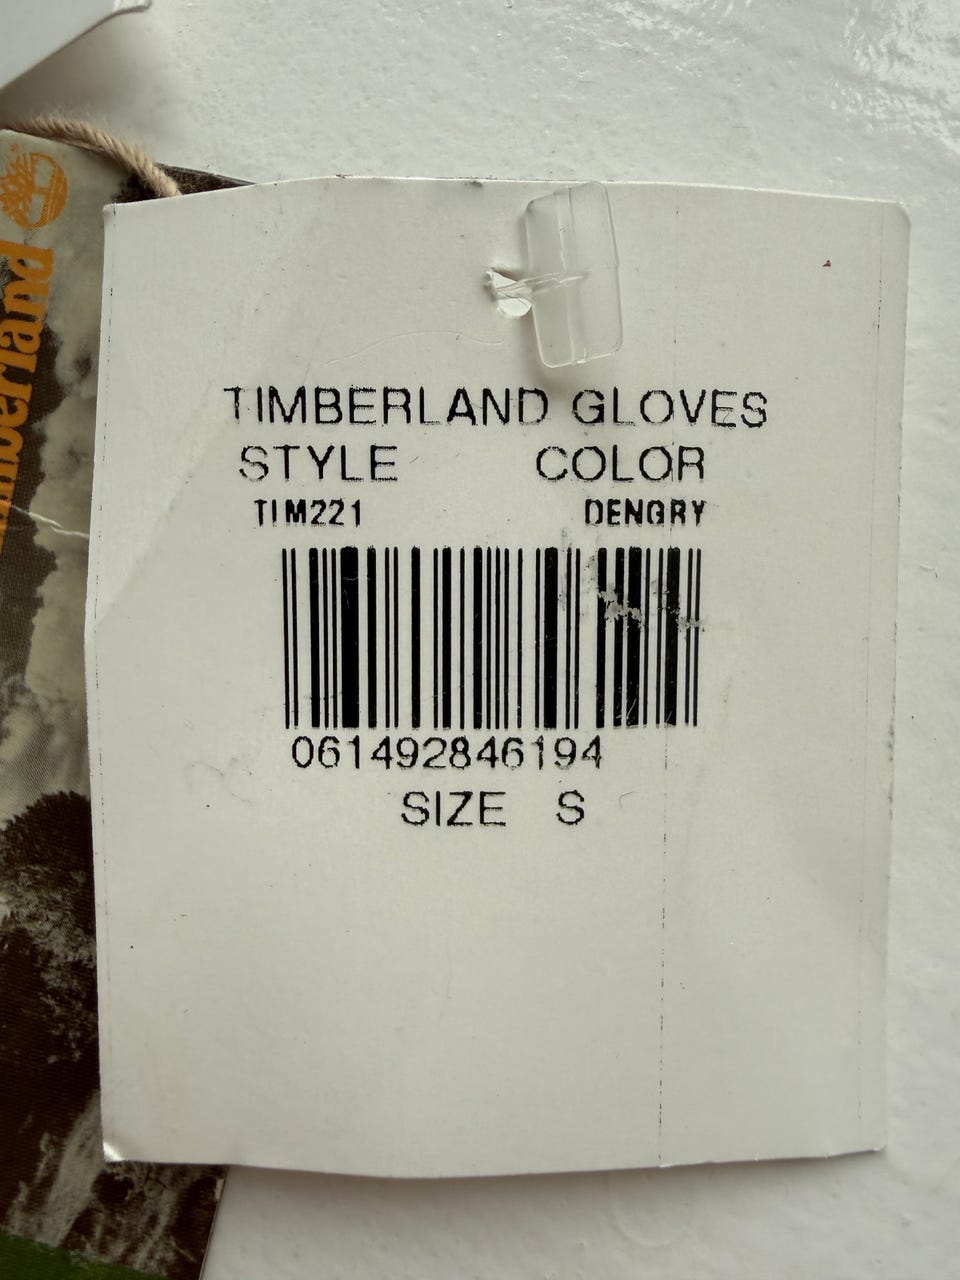 Timberland
TIMBERLAND GLOVES
STYLE COLOR
TIM221 DENGRY
061492846194
SIZE S